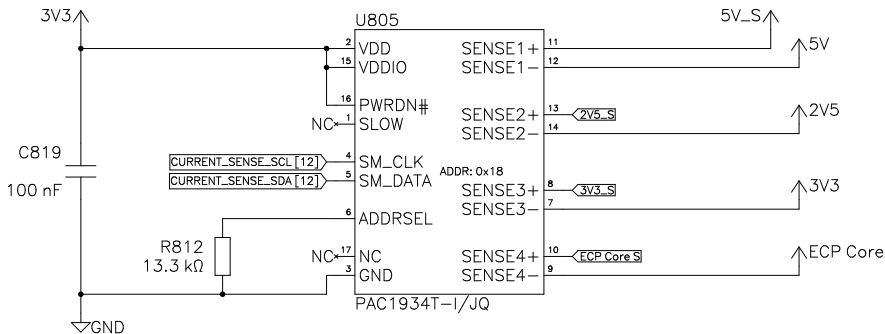 3V3
U805
5V_S
5V
2 VDD
15 VDDIO
16 PWRDN#
NC 1 SLOW
SENSE1+ 11
SENSE1- 12
SENSE2+ 13 2V5_S
SENSE2- 14
2V5
C819
100 nF
CURRENT_SENSE_SCL [12] 4 SM_CLK
CURRENT_SENSE_SDA [12] 5 SM_DATA
ADDR: 0x18
SENSE3+ 8 3V3_S
SENSE3- 7
3V3
6 ADDRSEL
R812
13.3 kΩ
NC 17 NC
3 GND
SENSE4+ 10 ECP Core S
SENSE4- 9
ECP Core
PAC1934T-I/JQ
GND